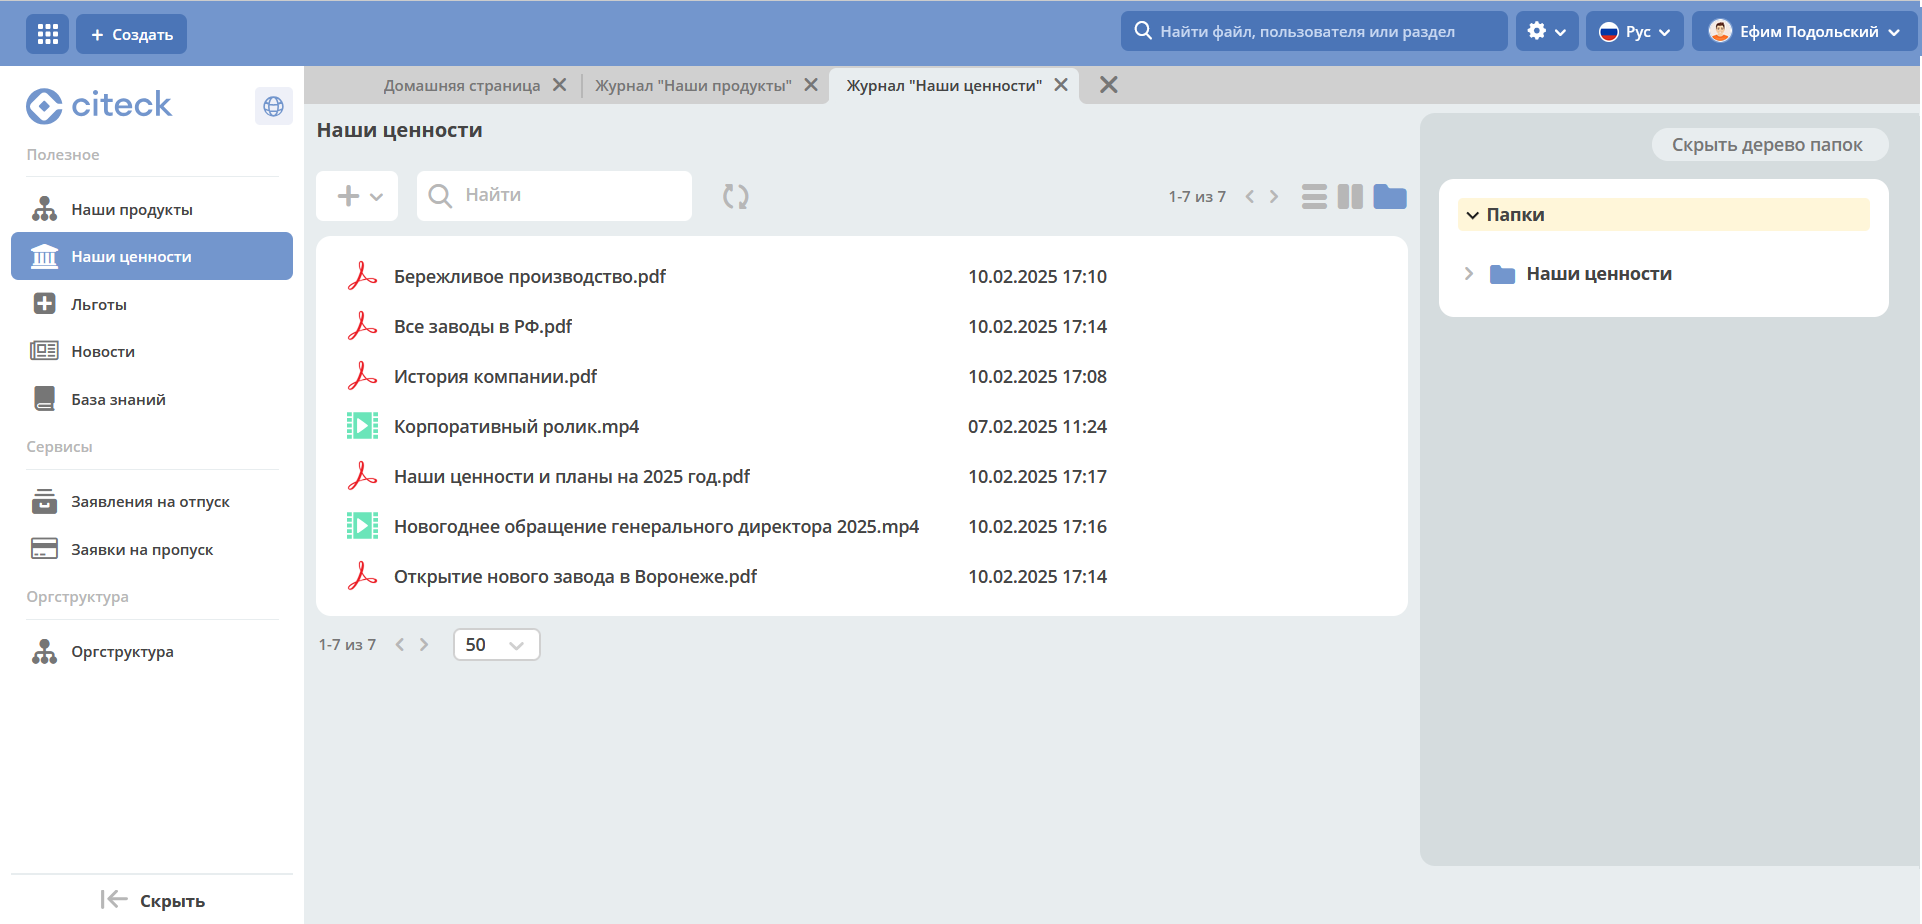 + Создать
Найти файл, пользователя или раздел
Рус
Ефим Подольский
citeck
Полезное
Наши продукты
Наши ценности
Льготы
Новости
База знаний
Сервисы
Заявления на отпуск
Заявки на пропуск
Оргструктура
Оргструктура
Скрыть
Домашняя страница
Журнал "Наши продукты"
Журнал "Наши ценности"
Наши ценности
Найти
1-7 из 7
Бережливое производство.pdf 10.02.2025 17:10
Все заводы в РФ.pdf 10.02.2025 17:14
История компании.pdf 10.02.2025 17:08
Корпоративный ролик.mp4 07.02.2025 11:24
Наши ценности и планы на 2025 год.pdf 10.02.2025 17:17
Новогоднее обращение генерального директора 2025.mp4 10.02.2025 17:16
Открытие нового завода в Воронеже.pdf 10.02.2025 17:14
1-7 из 7
50
Скрыть дерево папок
Папки
Наши ценности